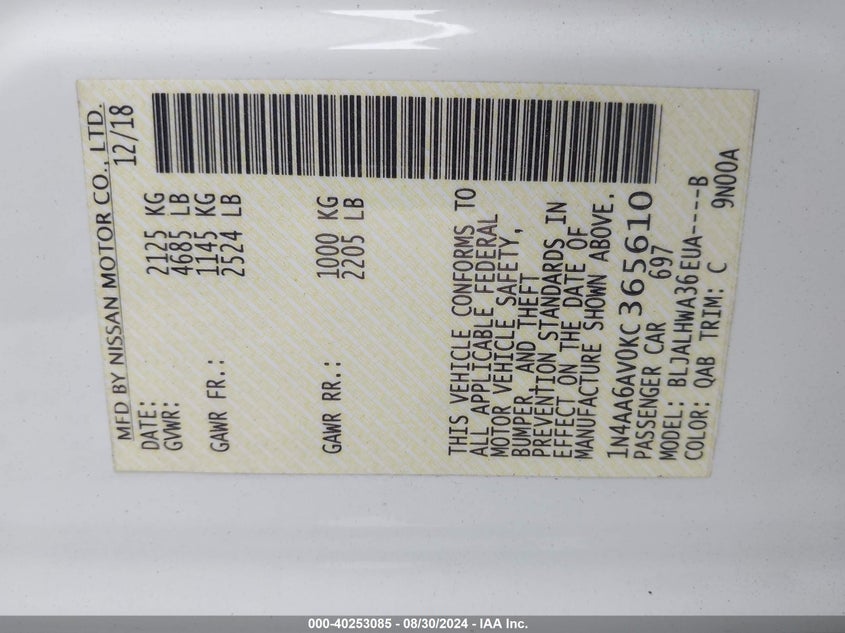 MFD BY NISSAN MOTOR CO., LTD.
DATE: 12/18
GVWR: 2125 KG
4685 LB
GAWR FR.: 1145 KG
2524 LB
GAWR RR.: 1000 KG
2205 LB
THIS VEHICLE CONFORMS TO
ALL APPLICABLE FEDERAL
MOTOR VEHICLE SAFETY,
BUMPER, AND THEFT
PREVENTION STANDARDS IN
EFFECT ON THE DATE OF
MANUFACTURE SHOWN ABOVE.
1N4AA6AV0KC365610
PASSENGER CAR 697
MODEL: BLJALHWA36EUA----B
COLOR: QAB TRIM: C 9N00A
000-40253085 - 08/30/2024 - IAA Inc.